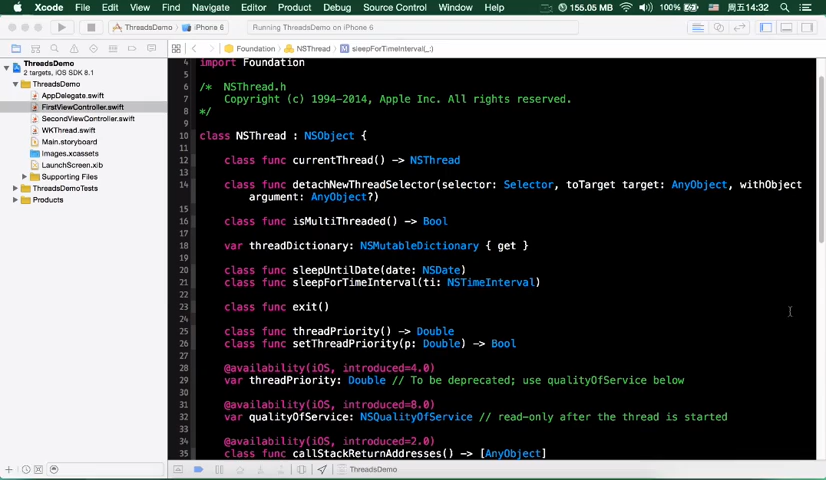 Xcode File Edit View Find Navigate Editor Product Debug Source Control Window Help 155.05 MB 100% 周五14:32
ThreadsDemo iPhone 6 Running ThreadsDemo on iPhone 6
Foundation NSThread sleepForTimeInterval(_:)
ThreadsDemo
2 targets, iOS SDK 8.1
ThreadsDemo
AppDelegate.swift
FirstViewController.swift
SecondViewController.swift
WKThread.swift
Main.storyboard
Images.xcassets
LaunchScreen.xib
Supporting Files
ThreadsDemoTests
Products
4 import Foundation
5
6 /* NSThread.h
7 Copyright (c) 1994-2014, Apple Inc. All rights reserved.
8 */
9
10 class NSThread : NSObject {
11
12 class func currentThread() -> NSThread
13
14 class func detachNewThreadSelector(selector: Selector, toTarget target: AnyObject, withObject
argument: AnyObject?)
15
16 class func isMultiThreaded() -> Bool
17
18 var threadDictionary: NSMutableDictionary { get }
19
20 class func sleepUntilDate(date: NSDate)
21 class func sleepForTimeInterval(ti: NSTimeInterval)
22
23 class func exit()
24
25 class func threadPriority() -> Double
26 class func setThreadPriority(p: Double) -> Bool
27
28 @availability(iOS, introduced=4.0)
29 var threadPriority: Double // To be deprecated; use qualityOfService below
30
31 @availability(iOS, introduced=8.0)
32 var qualityOfService: NSQualityOfService // read-only after the thread is started
33
34 @availability(iOS, introduced=2.0)
35 class func callStackReturnAddresses() -> [AnyObject]
ThreadsDemo